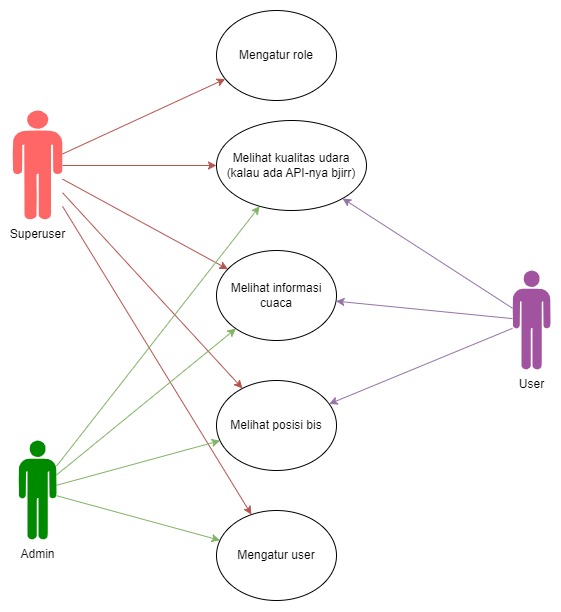 Mengatur role
Melihat kualitas udara
(kalau ada API-nya bjirr)
Superuser
Melihat informasi
cuaca
User
Melihat posisi bis
Admin
Mengatur user